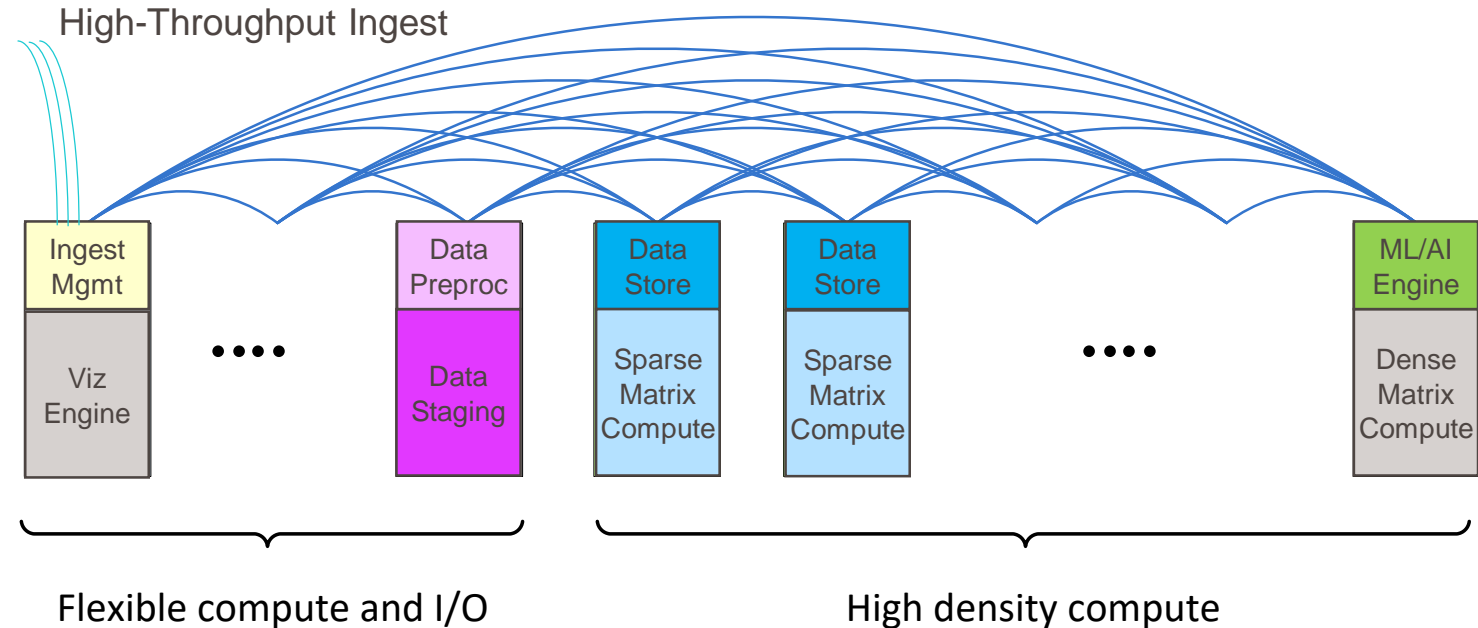 High-Throughput Ingest
Ingest
Mgmt
Viz
Engine
Data
Preproc
Data
Staging
Data
Store
Sparse
Matrix
Compute
Data
Store
Sparse
Matrix
Compute
ML/AI
Engine
Dense
Matrix
Compute
Flexible compute and I/O
High density compute